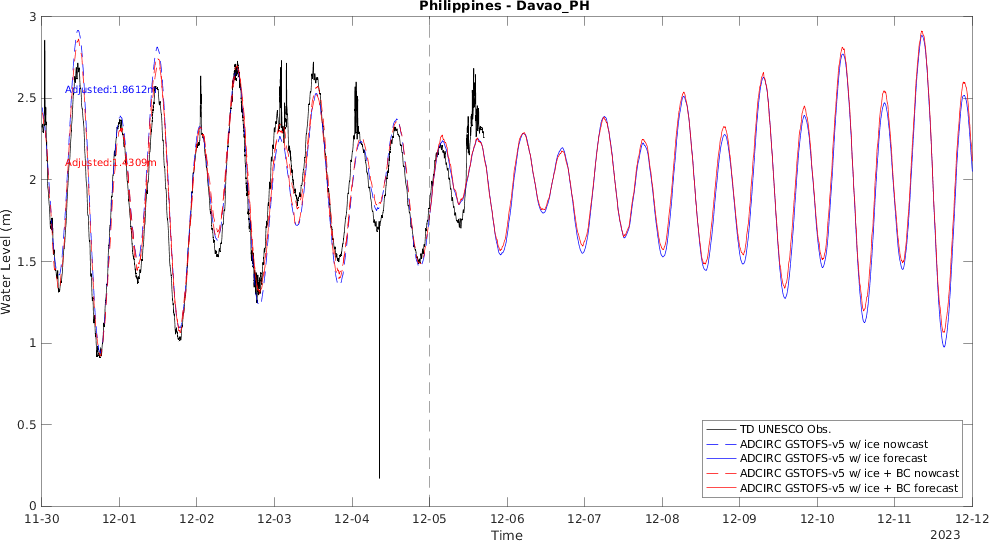 Philippines - Davao_PH
3
2.5
2
1.5
1
0.5
0
Water Level (m)
Adjusted:1.8612m
Adjusted:1.4309m
TD UNESCO Obs.
ADCIRC GSTOFS-v5 w/ ice nowcast
ADCIRC GSTOFS-v5 w/ ice forecast
ADCIRC GSTOFS-v5 w/ ice + BC nowcast
ADCIRC GSTOFS-v5 w/ ice + BC forecast
11-30 12-01 12-02 12-03 12-04 12-05 12-06 12-07 12-08 12-09 12-10 12-11 12-12
Time
2023